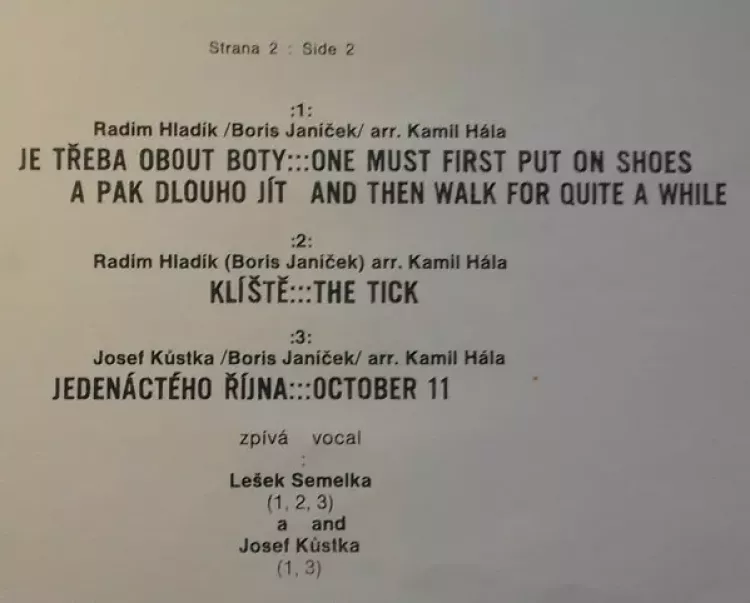 Strana 2 : Side 2
:1:
Radim Hladík /Boris Janíček/ arr. Kamil Hála
JE TŘEBA OBOUT BOTY:::ONE MUST FIRST PUT ON SHOES
A PAK DLOUHO JÍT AND THEN WALK FOR QUITE A WHILE
:2:
Radim Hladík (Boris Janíček) arr. Kamil Hála
KLÍŠTĚ:::THE TICK
:3:
Josef Kůstka /Boris Janíček/ arr. Kamil Hála
JEDENÁCTÉHO ŘÍJNA:::OCTOBER 11
zpívá vocal
:
Lešek Semelka
(1, 2, 3)
a and
Josef Kůstka
(1, 3)